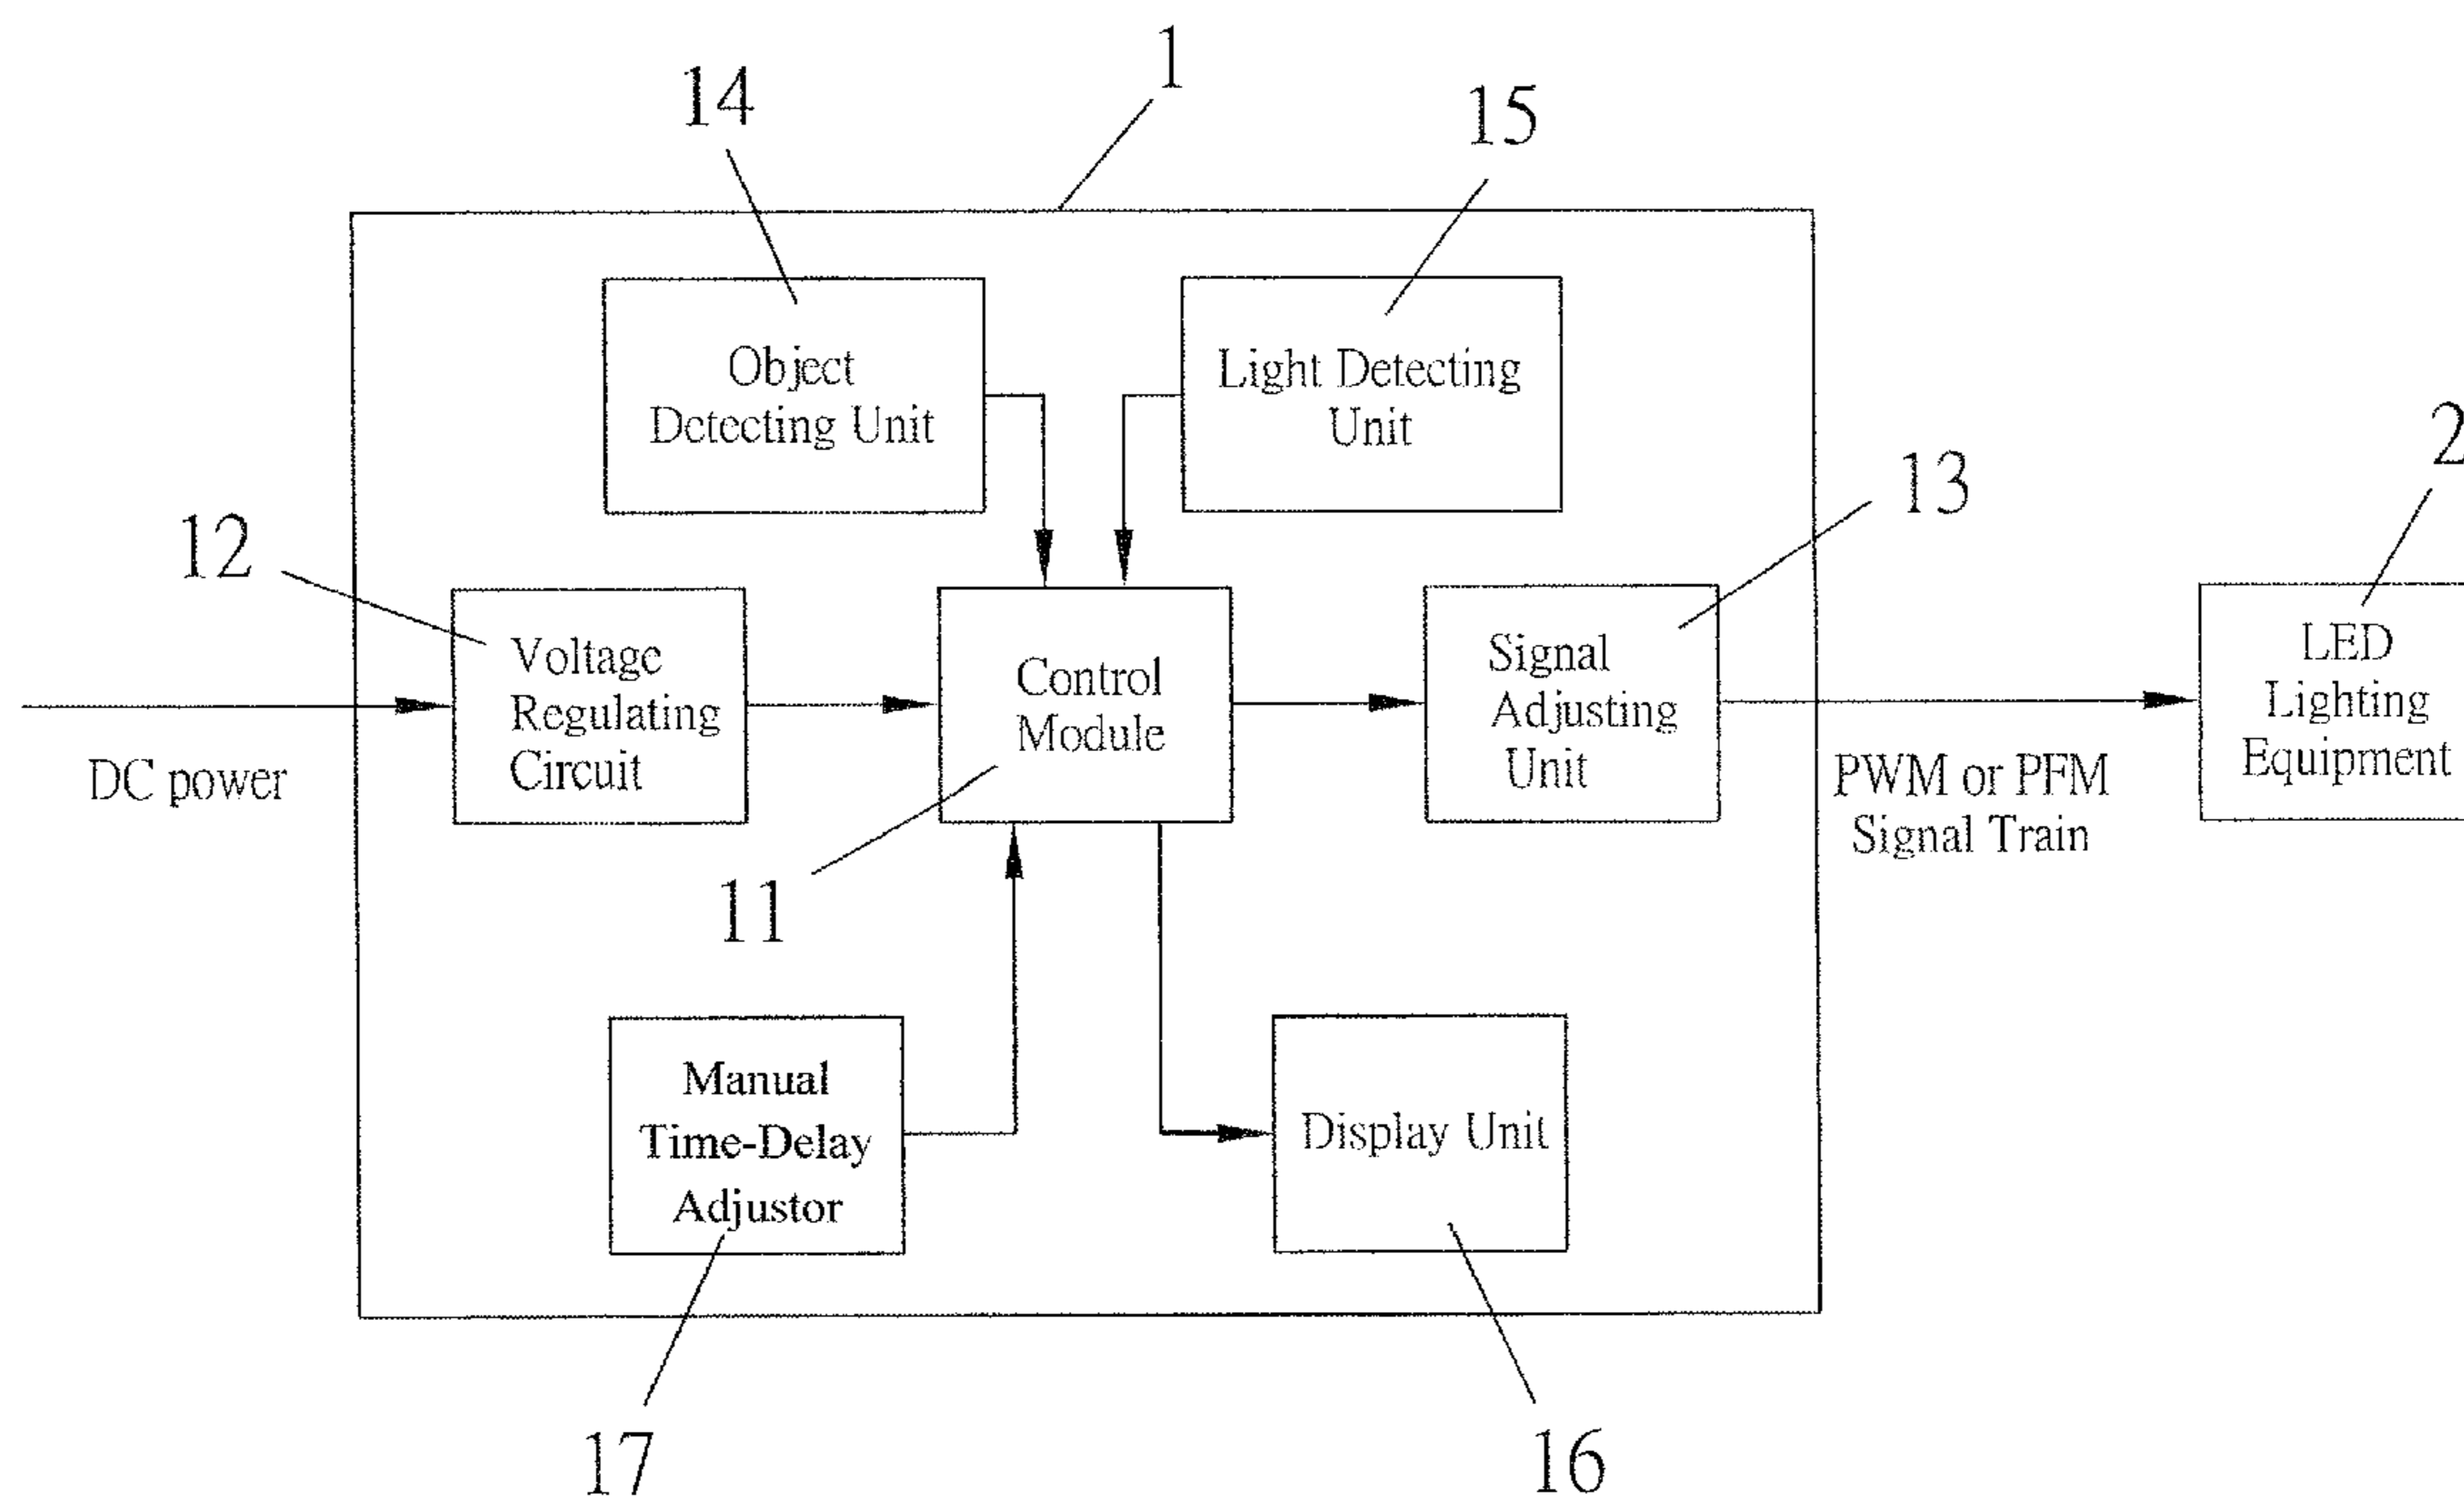 1
14
15
Object
Detecting Unit
Light Detecting
Unit
2
13
12
Voltage
Regulating
Circuit
Control
Module
Signal
Adjusting
Unit
LED
Lighting
Equipment
DC power
PWM or PFM
Signal Train
11
Manual
Time-Delay
Adjustor
Display Unit
17
16